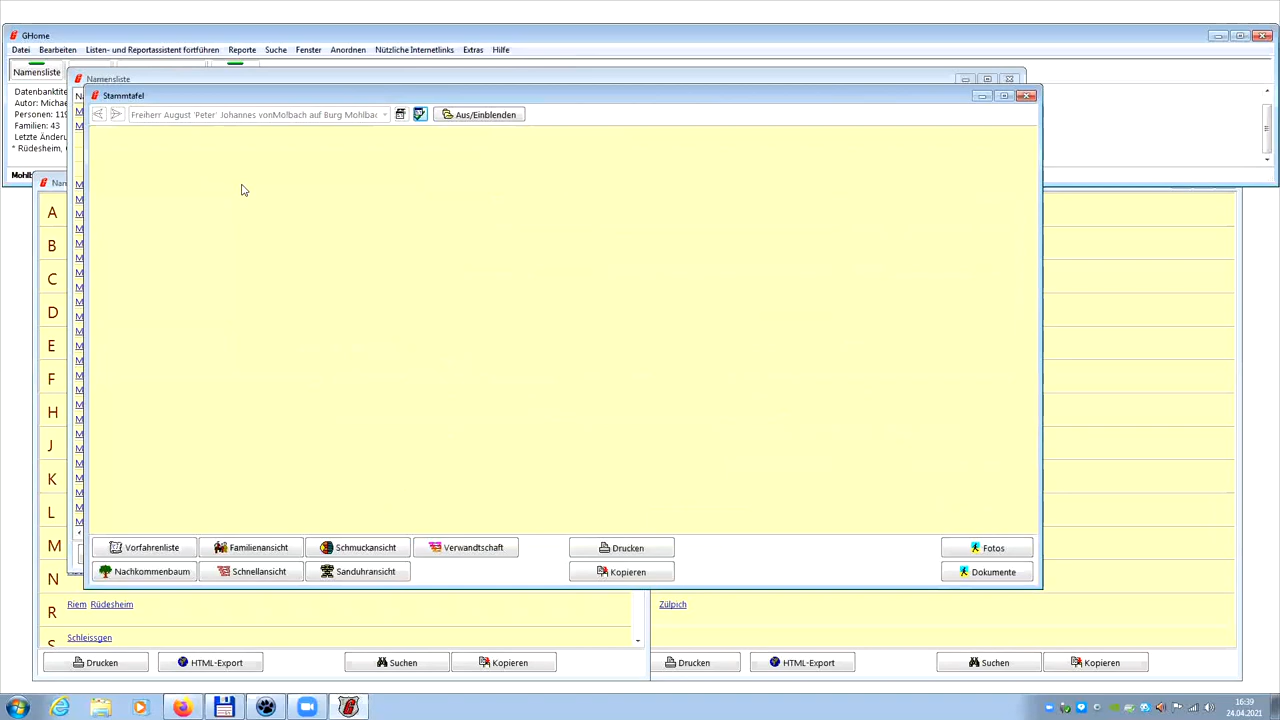 GHome
Datei Bearbeiten Listen- und Reportassistent fortführen Reporte Suche Fenster Anordnen Nützliche Internetlinks Extras Hilfe
Namensliste
Namensliste
Stammtafel
Datenbanktite
Autor: Michae
Personen: 119
Familien: 43
Letzte Änderu
* Rüdesheim,
Freiherr August 'Peter' Johannes vonMolbach auf Burg Mohlbac
Aus/Einblenden
A
B
C
D
E
F
H
J
K
L
M
N
R Riem Rüdesheim
Zülpich
S Schleissgen
Vorfahrenliste Familienansicht Schmuckansicht Verwandtschaft Drucken Fotos
Nachkommenbaum Schnellansicht Sanduhransicht Kopieren Dokumente
Drucken HTML-Export Suchen Kopieren Drucken HTML-Export Suchen Kopieren
16:39
24.04.2021